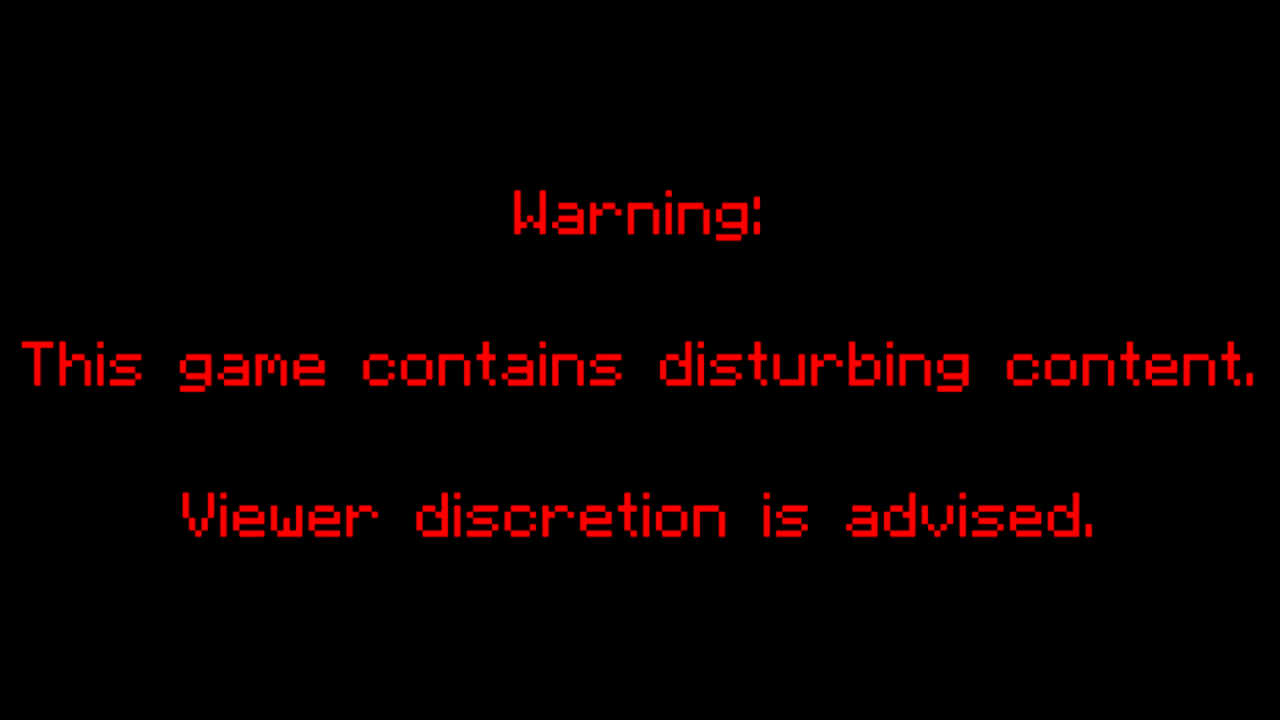 Warning:
This game contains disturbing content.
Viewer discretion is advised.